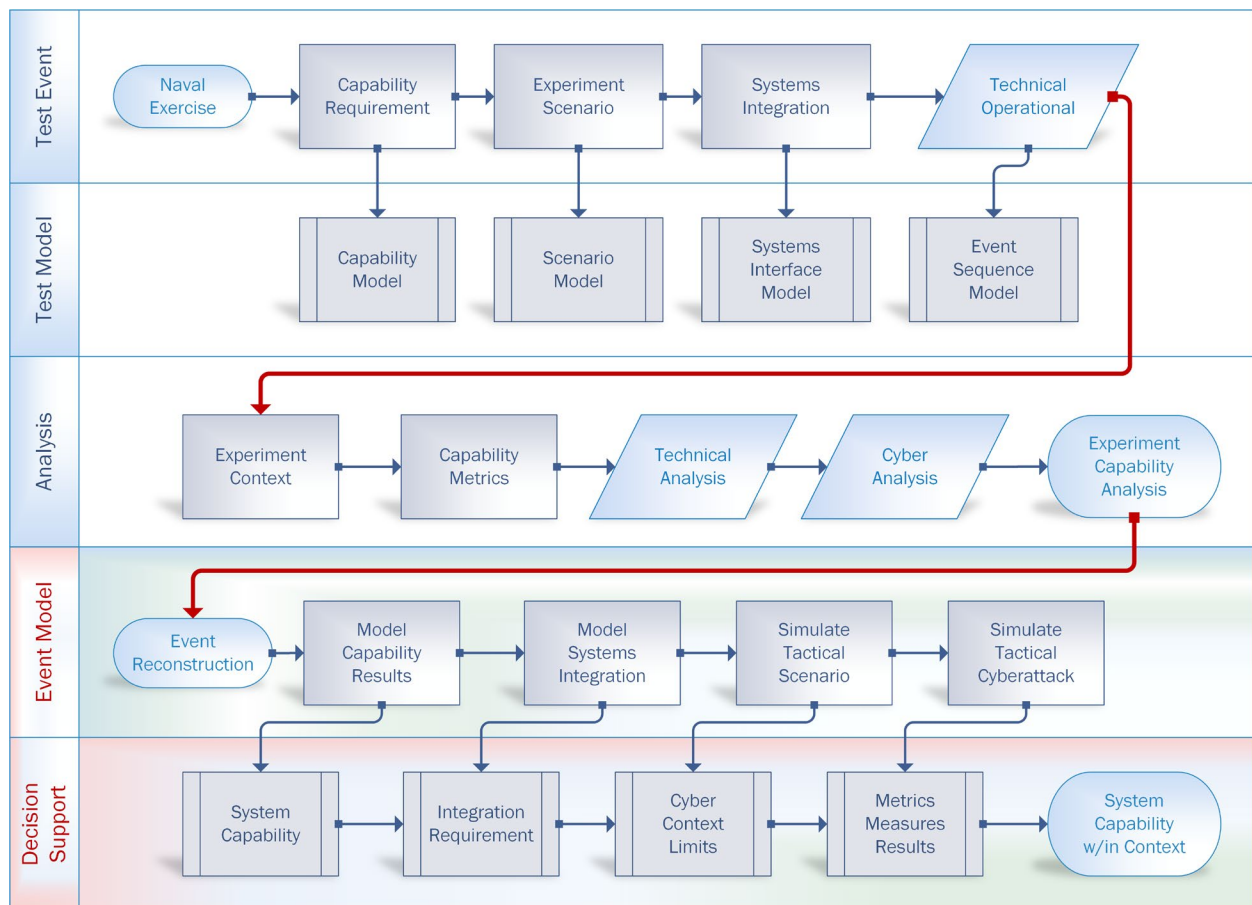 Test Event
Naval
Exercise
Capability
Requirement
Experiment
Scenario
Systems
Integration
Technical
Operational
Test Model
Capability
Model
Scenario
Model
Systems
Interface
Model
Event
Sequence
Model
Analysis
Experiment
Context
Capability
Metrics
Technical
Analysis
Cyber
Analysis
Experiment
Capability
Analysis
Event Model
Event
Reconstruction
Model
Capability
Results
Model
Systems
Integration
Simulate
Tactical
Scenario
Simulate
Tactical
Cyberattack
Decision
Support
System
Capability
Integration
Requirement
Cyber
Context
Limits
Metrics
Measures
Results
System
Capability
w/in Context